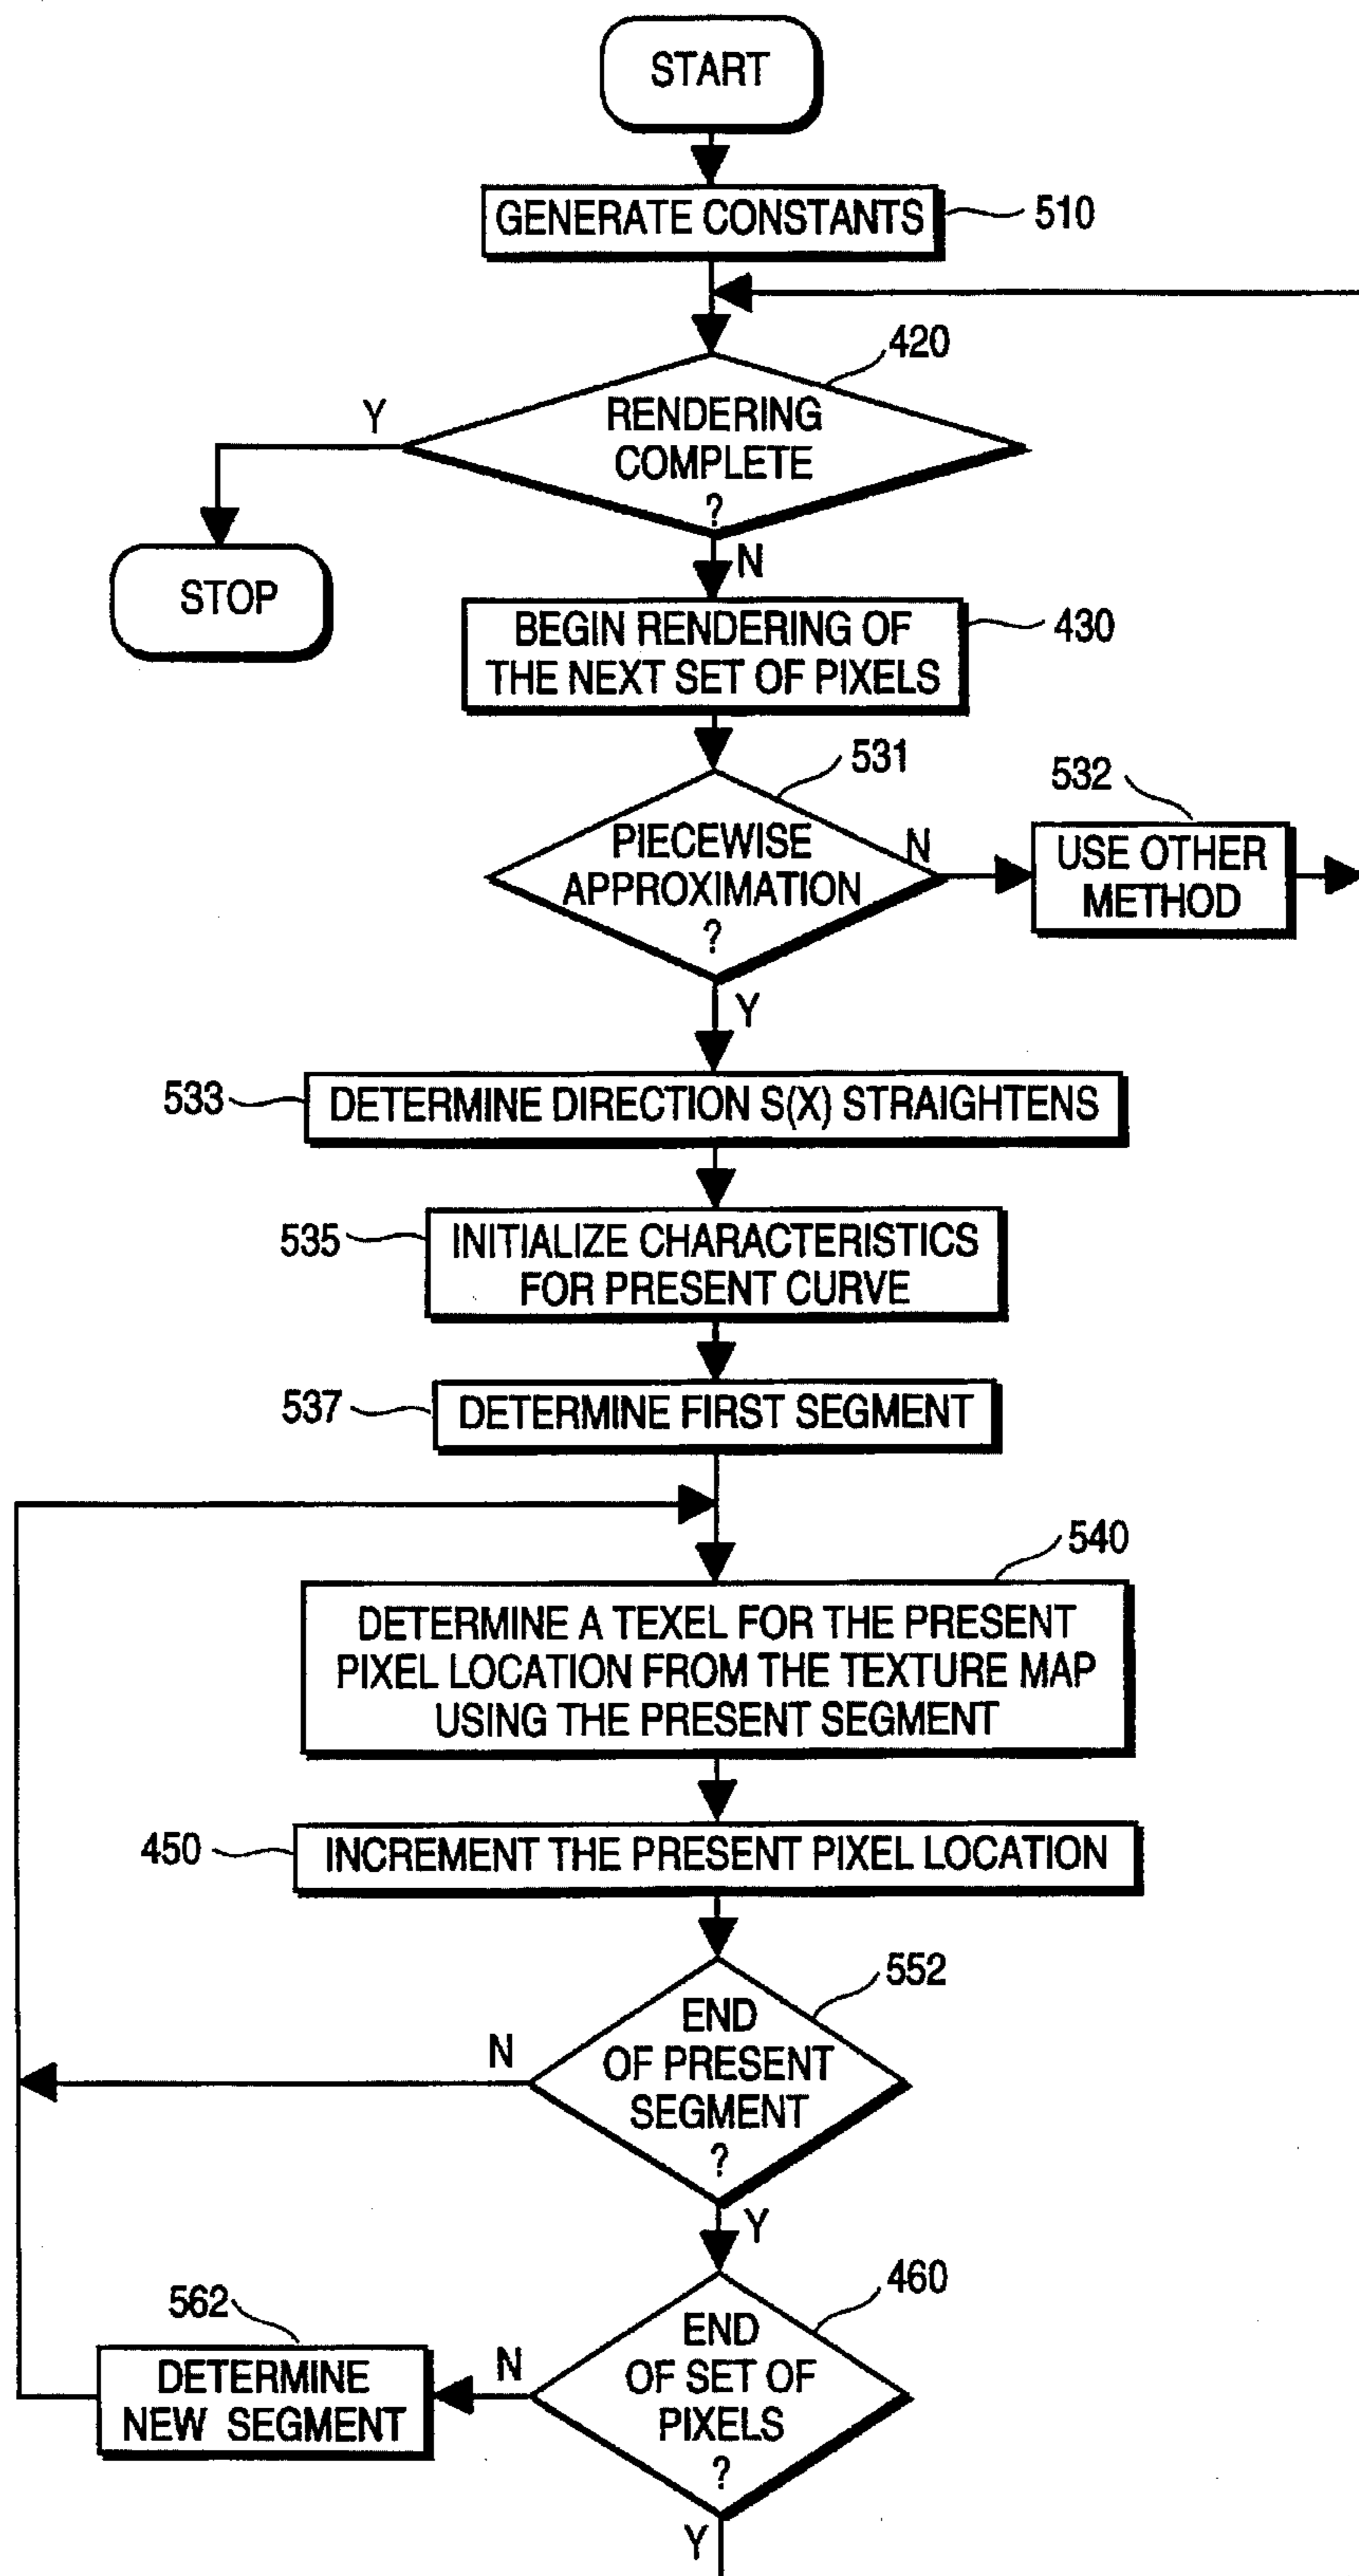 START
GENERATE CONSTANTS
510
420
Y
RENDERING
COMPLETE
?
N
STOP
BEGIN RENDERING OF
THE NEXT SET OF PIXELS
430
531
532
PIECEWISE
APPROXIMATION
?
N
USE OTHER
METHOD
Y
533
DETERMINE DIRECTION S(X) STRAIGHTENS
535
INITIALIZE CHARACTERISTICS
FOR PRESENT CURVE
537
DETERMINE FIRST SEGMENT
540
DETERMINE A TEXEL FOR THE PRESENT
PIXEL LOCATION FROM THE TEXTURE MAP
USING THE PRESENT SEGMENT
450
INCREMENT THE PRESENT PIXEL LOCATION
552
N
END
OF PRESENT
SEGMENT
?
Y
460
562
END
OF SET OF
PIXELS
?
N
DETERMINE
NEW SEGMENT
Y